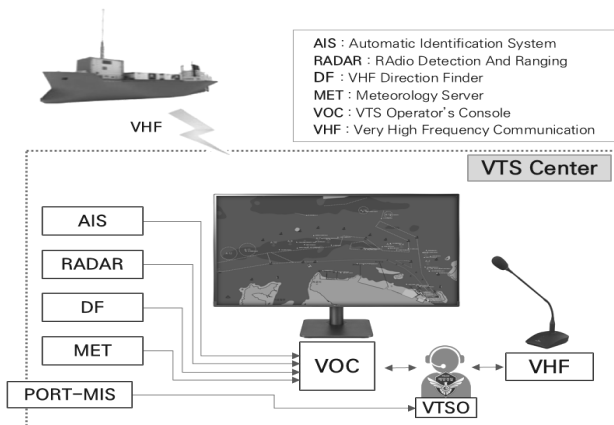 AIS : Automatic Identification System
RADAR : RAdio Detection And Ranging
DF : VHF Direction Finder
MET : Meteorology Server
VOC : VTS Operator's Console
VHF : Very High Frequency Communication
VHF
VTS Center
AIS
RADAR
DF
MET
PORT-MIS
VOC
VTSO
VHF